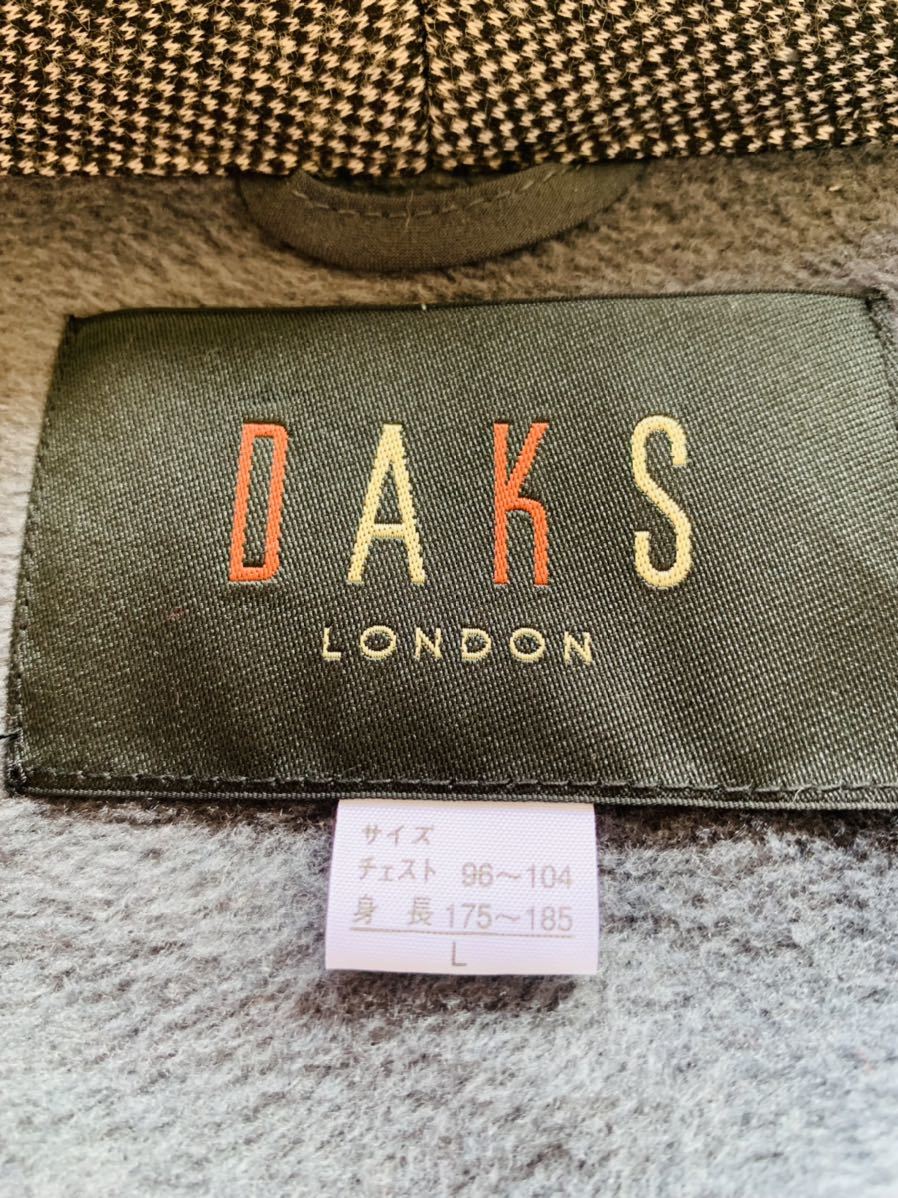 DAKS
LONDON
サイズ
チェスト 96～104
身長 175～185
L